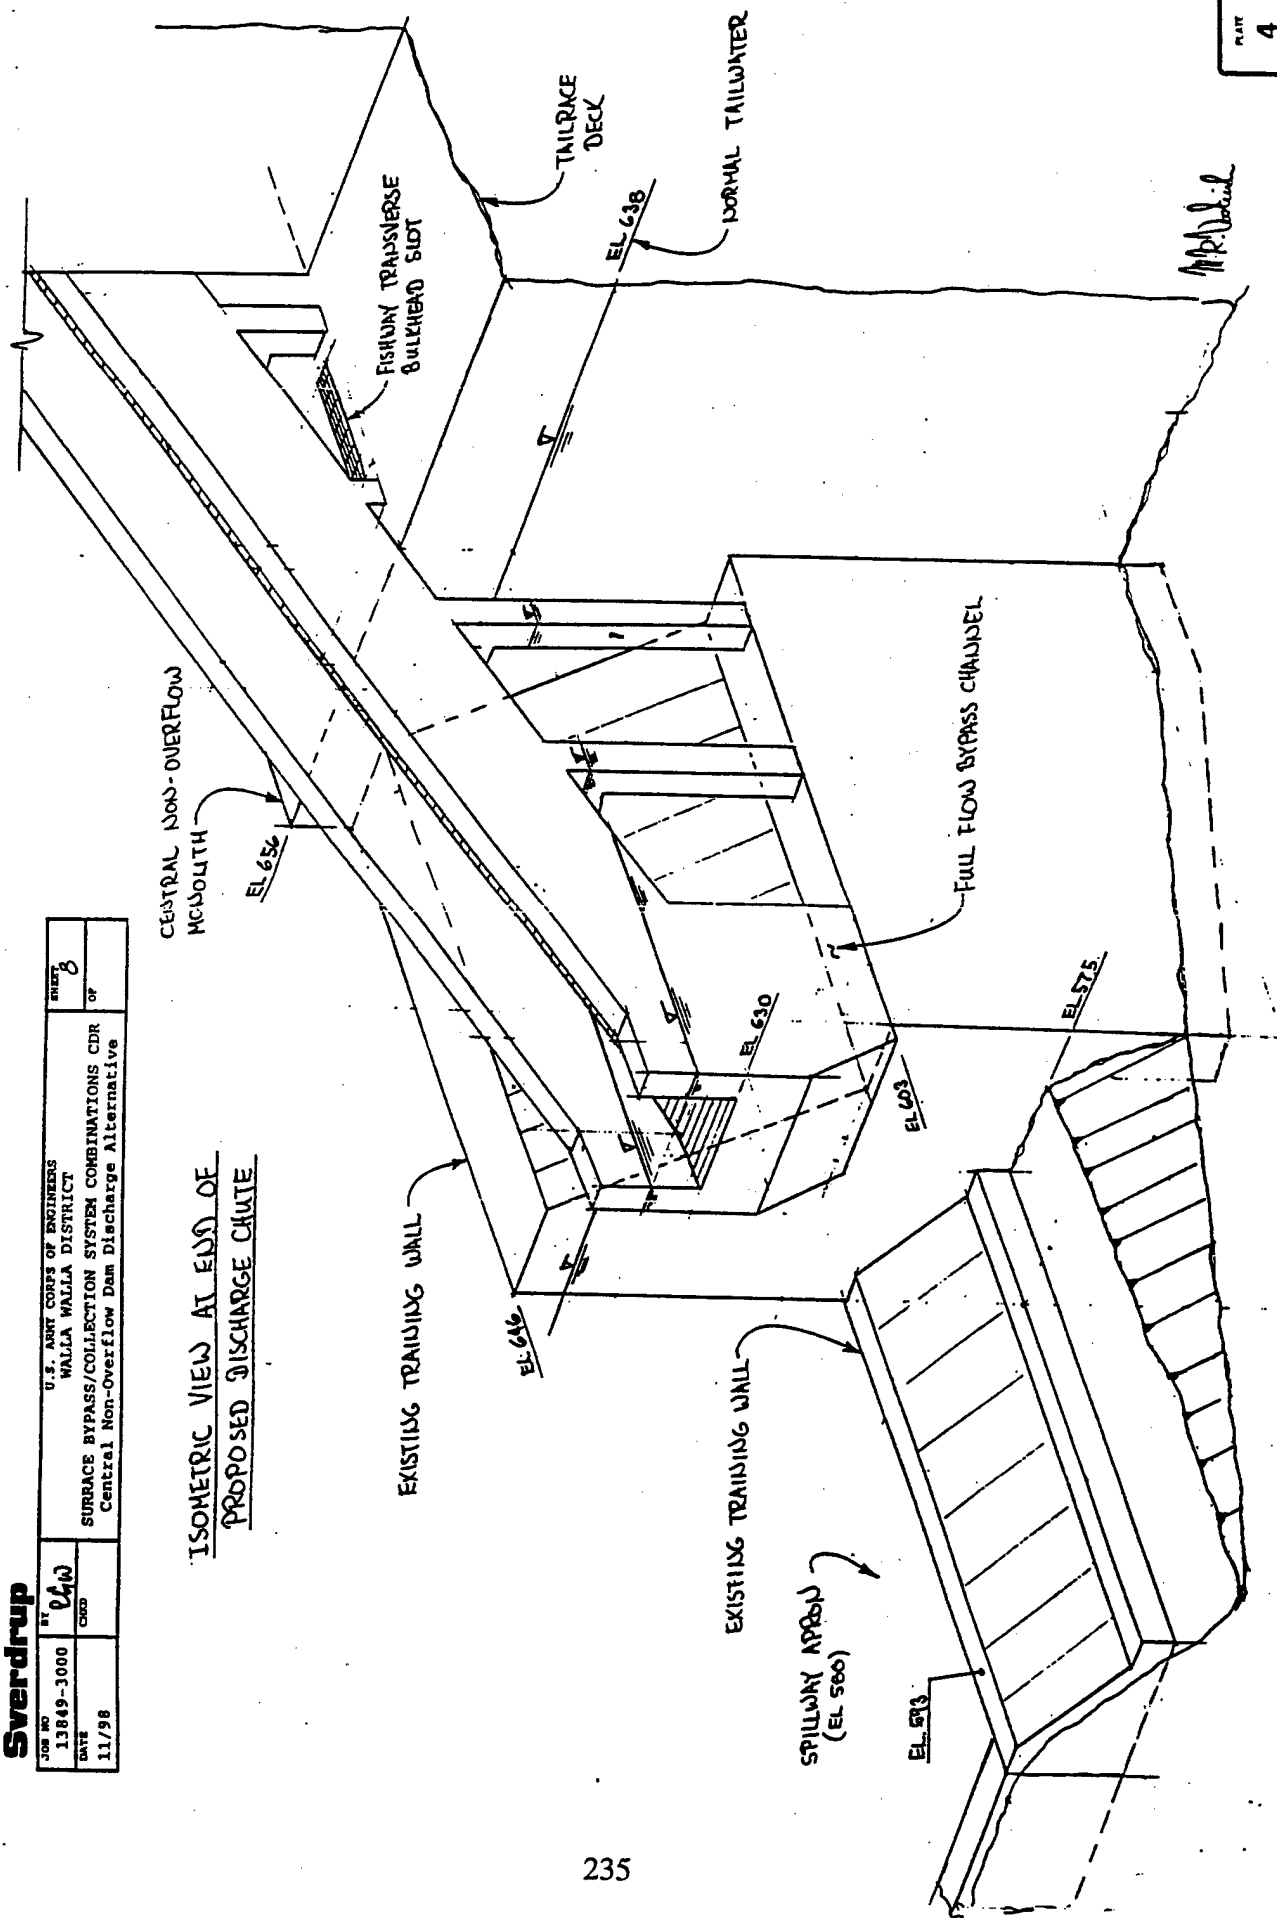 Sverdrup
JOB NO
13849-3000
BY
DATE
11/98
CHKD
U.S. ARMY CORPS OF ENGINEERS
WALLA WALLA DISTRICT
SURRACE BYPASS/COLLECTION SYSTEM COMBINATIONS CDR
Central Non-Overflow Dam Discharge Alternative
SHEET
8
OF
ISOMETRIC VIEW AT END OF
PROPOSED DISCHARGE CHUTE
CENTRAL NON-OVERFLOW
MONOLITH
EL 656
FISHWAY TRANSVERSE
BULKHEAD SLOT
TAILRACE
DECK
EL 638
NORMAL TAILWATER
EXISTING TRAINING WALL
EL 646
EL 630
EL 603
FULL FLOW BYPASS CHANNEL
EL 575
EXISTING TRAINING WALL
SPILLWAY APRON
(EL 580)
EL 593
PLATE
4
235